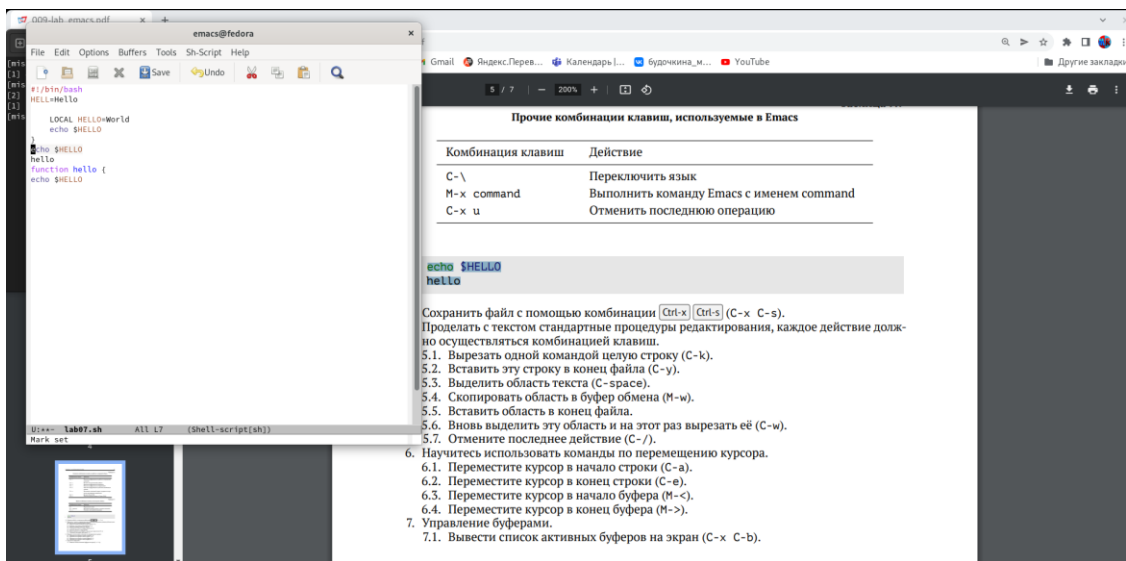 009-lab_emacs.pdf
emacs@fedora
File Edit Options Buffers Tools Sh-Script Help
Save Undo
#!/bin/bash
HELL=Hello
LOCAL HELLO=World
echo $HELLO
}
echo $HELLO
hello
function hello {
echo $HELLO
U:**- lab07.sh All L7 (Shell-script[sh])
Mark set
[mis
[1]
[mis
[2]
[1]
[mis
Gmail Яндекс.Перев... Календарь |... будочкина_м... YouTube
Другие закладки
5 / 7 200%
Прочие комбинации клавиш, используемые в Emacs
Комбинация клавиш Действие
C-\ Переключить язык
M-x command Выполнить команду Emacs с именем command
C-x u Отменить последнюю операцию
echo $HELLO
hello
Сохранить файл с помощью комбинации Ctrl-x Ctrl-s (C-x C-s).
Проделать с текстом стандартные процедуры редактирования, каждое действие долж-
но осуществляться комбинацией клавиш.
5.1. Вырезать одной командой целую строку (C-k).
5.2. Вставить эту строку в конец файла (C-y).
5.3. Выделить область текста (C-space).
5.4. Скопировать область в буфер обмена (M-w).
5.5. Вставить область в конец файла.
5.6. Вновь выделить эту область и на этот раз вырезать её (C-w).
5.7. Отмените последнее действие (C-/).
6. Научитесь использовать команды по перемещению курсора.
6.1. Переместите курсор в начало строки (C-a).
6.2. Переместите курсор в конец строки (C-e).
6.3. Переместите курсор в начало буфера (M-<).
6.4. Переместите курсор в конец буфера (M->).
7. Управление буферами.
7.1. Вывести список активных буферов на экран (C-x C-b).